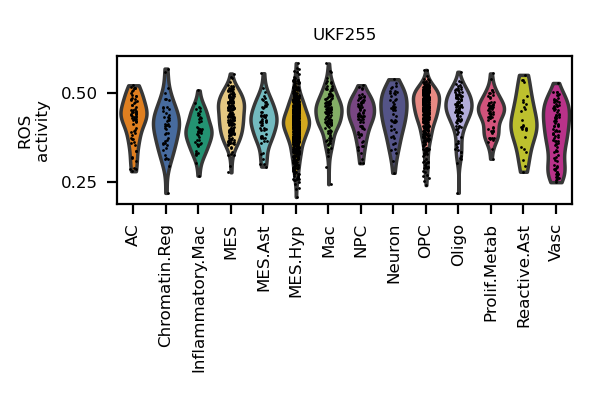 UKF255
ROS
activity
0.50
0.25
AC
Chromatin.Reg
Inflammatory.Mac
MES
MES.Ast
MES.Hyp
Mac
NPC
Neuron
OPC
Oligo
Prolif.Metab
Reactive.Ast
Vasc